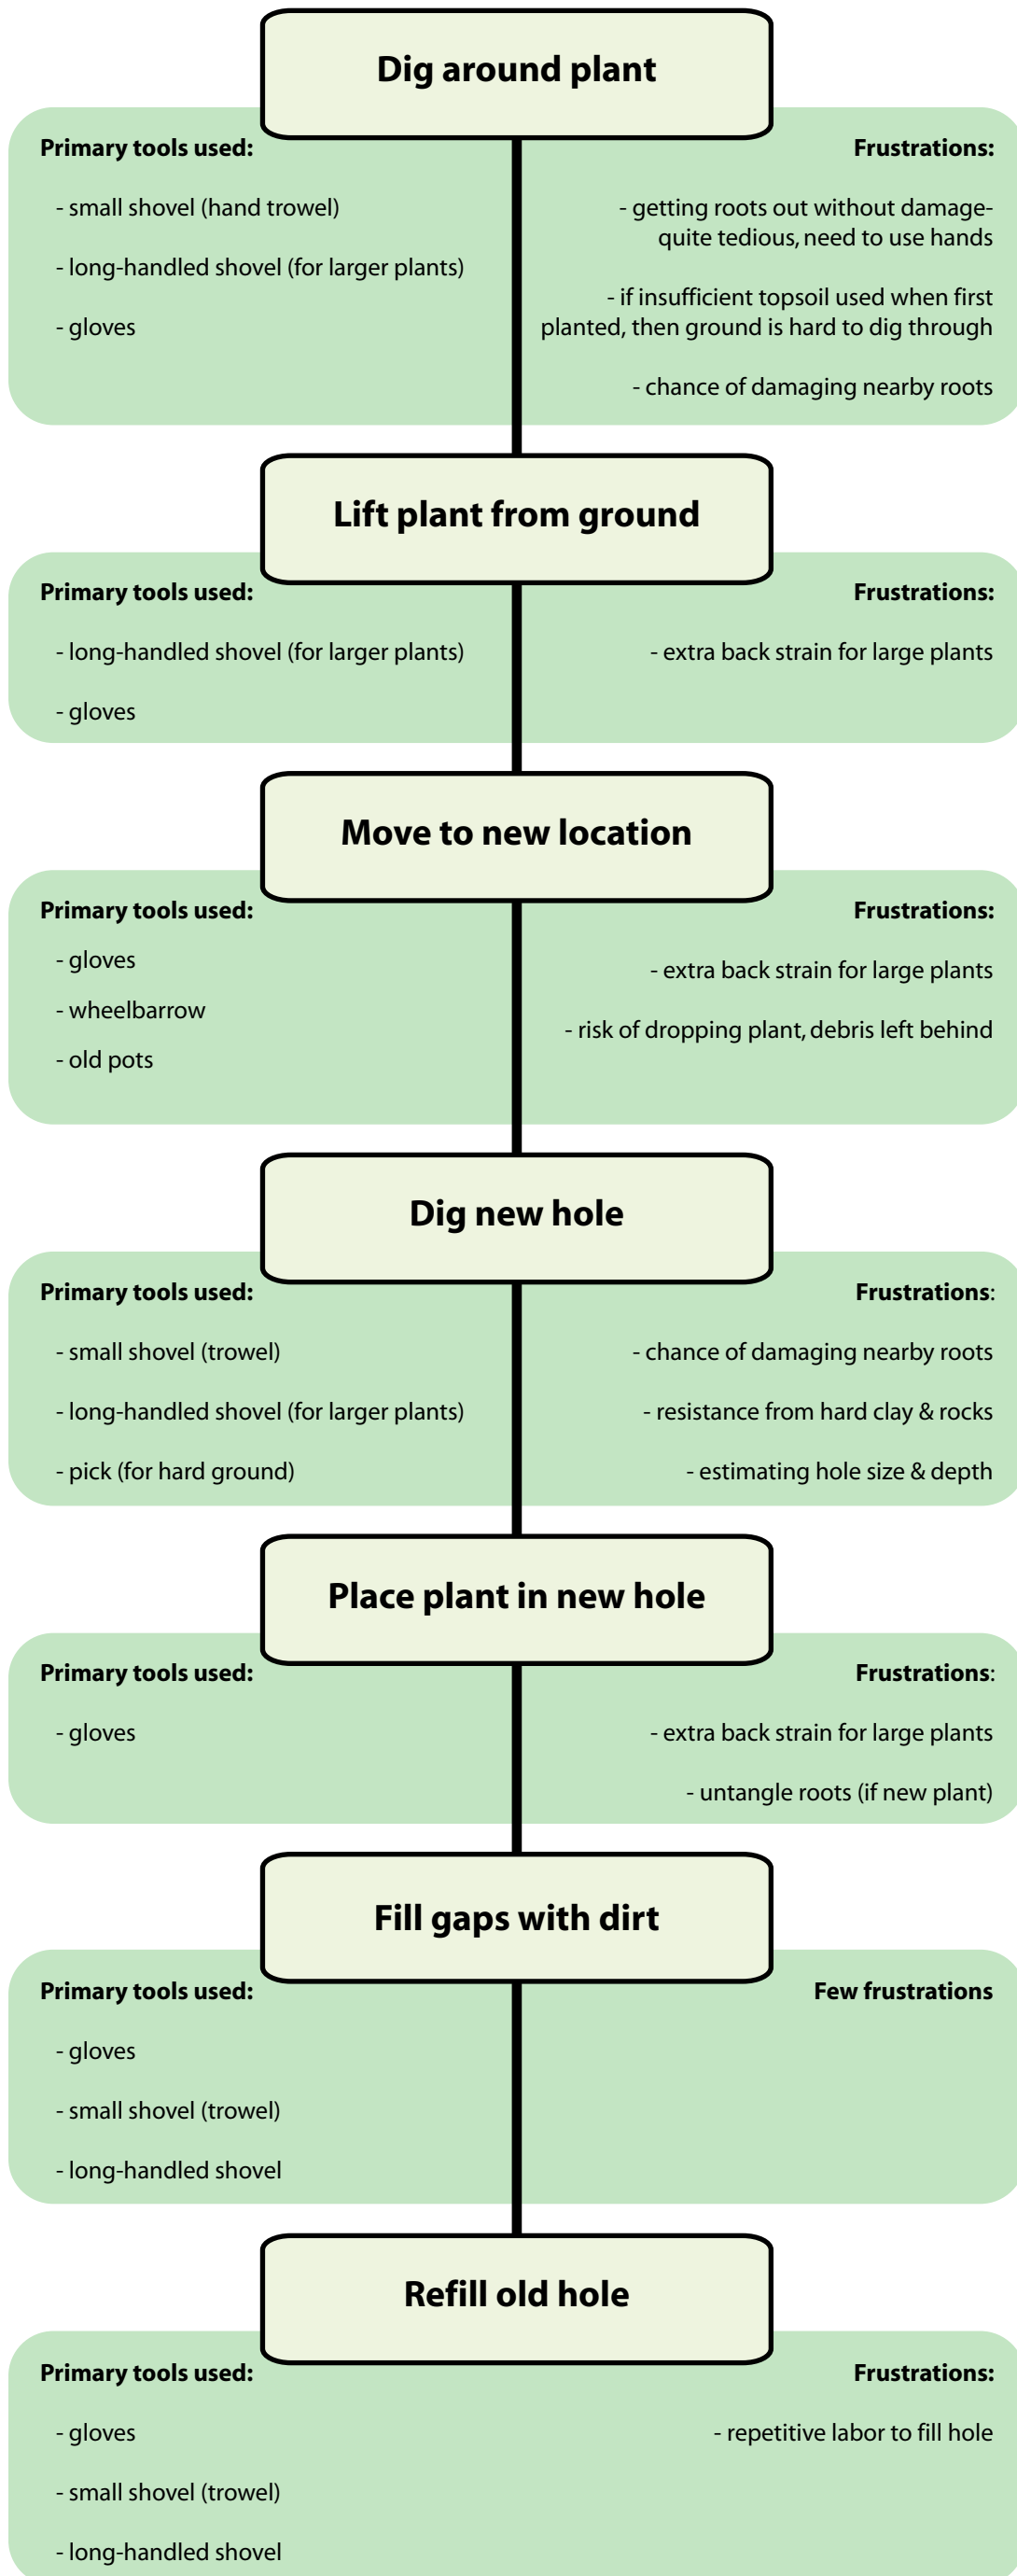 Dig around plant
Primary tools used:
- small shovel (hand trowel)
- long-handled shovel (for larger plants)
- gloves
Frustrations:
- getting roots out without damage-
quite tedious, need to use hands
- if insufficient topsoil used when first
planted, then ground is hard to dig through
- chance of damaging nearby roots
Lift plant from ground
Primary tools used:
- long-handled shovel (for larger plants)
- gloves
Frustrations:
- extra back strain for large plants
Move to new location
Primary tools used:
- gloves
- wheelbarrow
- old pots
Frustrations:
- extra back strain for large plants
- risk of dropping plant, debris left behind
Dig new hole
Primary tools used:
- small shovel (trowel)
- long-handled shovel (for larger plants)
- pick (for hard ground)
Frustrations:
- chance of damaging nearby roots
- resistance from hard clay & rocks
- estimating hole size & depth
Place plant in new hole
Primary tools used:
- gloves
Frustrations:
- extra back strain for large plants
- untangle roots (if new plant)
Fill gaps with dirt
Primary tools used:
- gloves
- small shovel (trowel)
- long-handled shovel
Few frustrations
Refill old hole
Primary tools used:
- gloves
- small shovel (trowel)
- long-handled shovel
Frustrations:
- repetitive labor to fill hole